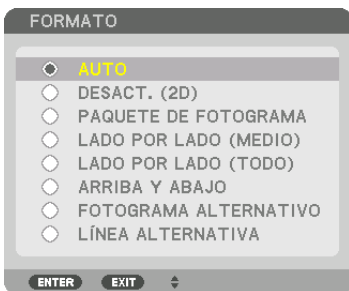 FORMATO
AUTO
DESACT. (2D)
PAQUETE DE FOTOGRAMA
LADO POR LADO (MEDIO)
LADO POR LADO (TODO)
ARRIBA Y ABAJO
FOTOGRAMA ALTERNATIVO
LÍNEA ALTERNATIVA
ENTER EXIT